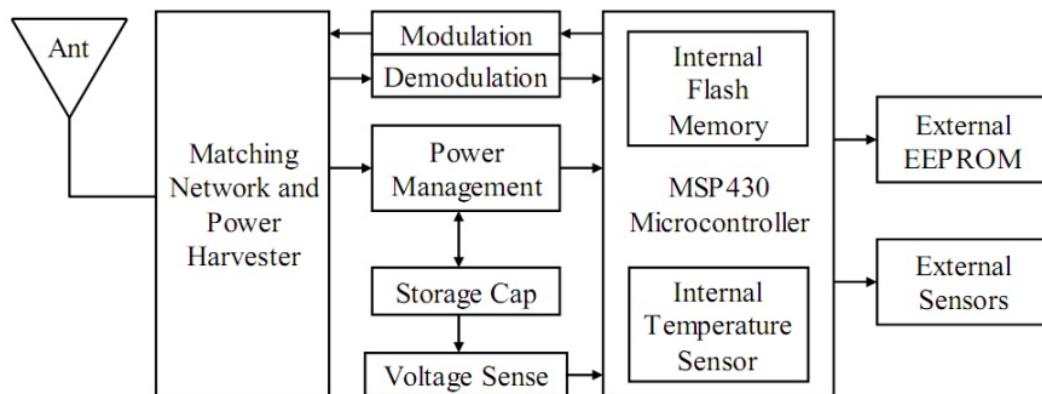 Ant
Matching
Network and
Power
Harvester
Modulation
Demodulation
Power
Management
Storage Cap
Voltage Sense
Internal
Flash
Memory
MSP430
Microcontroller
Internal
Temperature
Sensor
External
EEPROM
External
Sensors